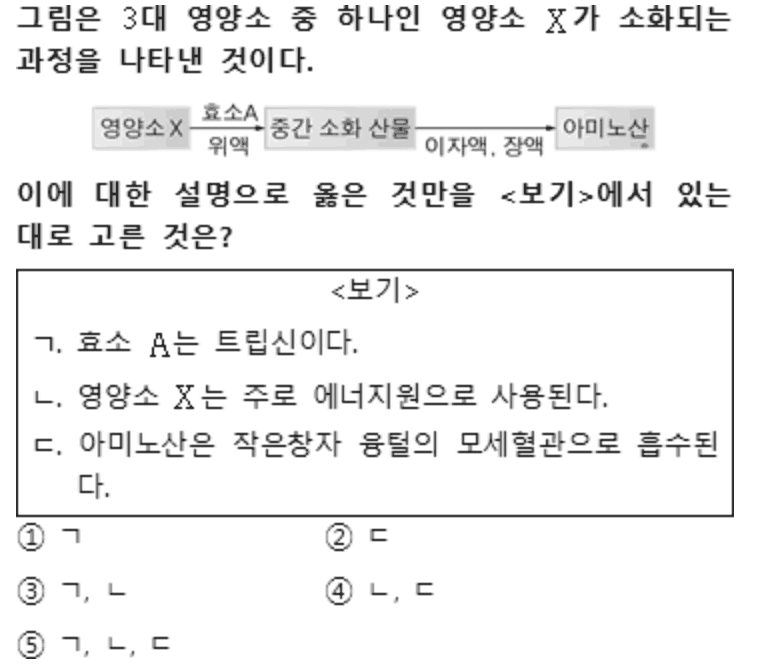 그림은 3대 영양소 중 하나인 영양소 X가 소화되는
과정을 나타낸 것이다.
영양소 X 효소A 위액 중간 소화 산물 이자액, 장액 아미노산
이에 대한 설명으로 옳은 것만을 <보기>에서 있는
대로 고른 것은?
<보기>
ㄱ. 효소 A는 트립신이다.
ㄴ. 영양소 X는 주로 에너지원으로 사용된다.
ㄷ. 아미노산은 작은창자 융털의 모세혈관으로 흡수된
다.
① ㄱ ② ㄷ
③ ㄱ, ㄴ ④ ㄴ, ㄷ
⑤ ㄱ, ㄴ, ㄷ